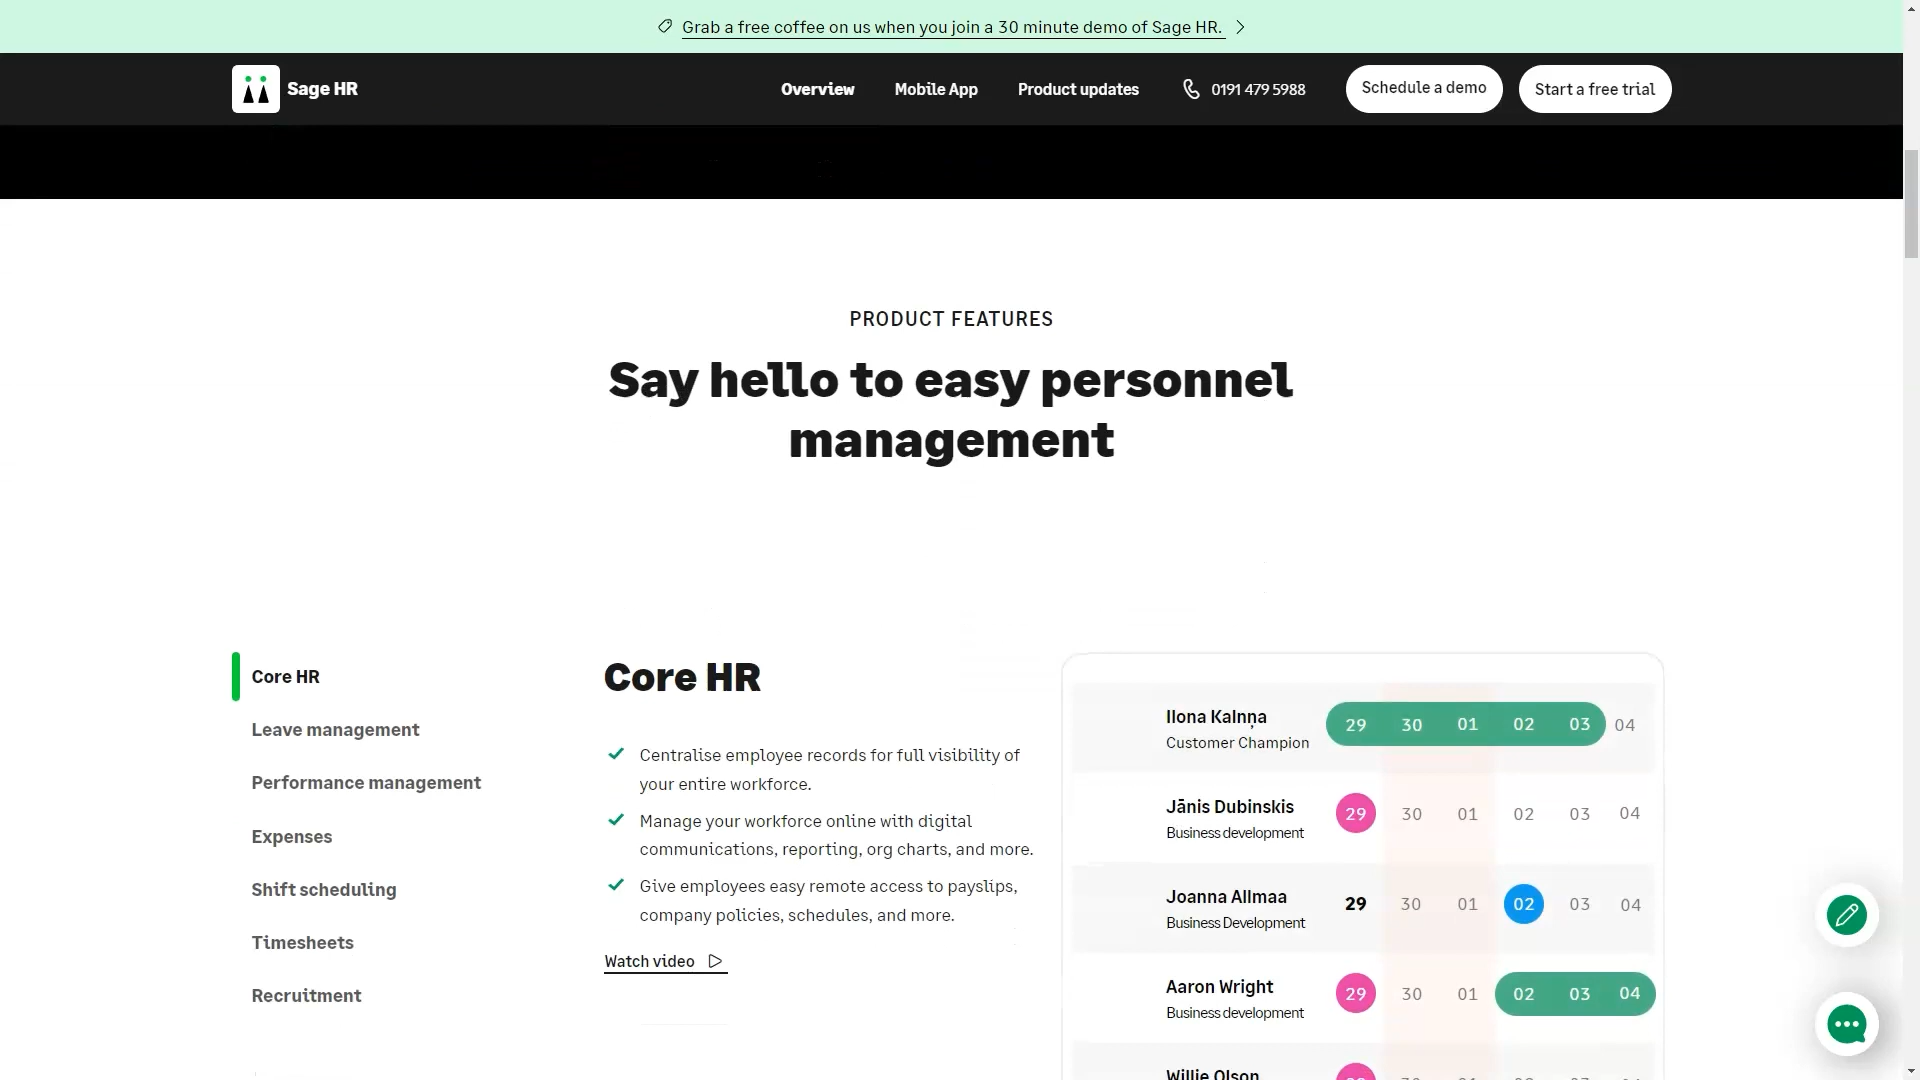 Grab a free coffee on us when you join a 30 minute demo of Sage HR.
Sage HR
Overview
Mobile App
Product updates
0191 479 5988
Schedule a demo
Start a free trial
PRODUCT FEATURES
Say hello to easy personnel
management
Core HR
Leave management
Performance management
Expenses
Shift scheduling
Timesheets
Recruitment
Core HR
Centralise employee records for full visibility of
your entire workforce.
Manage your workforce online with digital
communications, reporting, org charts, and more.
Give employees easy remote access to payslips,
company policies, schedules, and more.
Watch video
Ilona Kalnņa
Customer Champion
29 30 01 02 03 04
Jānis Dubinskis
Business development
29 30 01 02 03 04
Joanna Allmaa
Business Development
29 30 01 02 03 04
Aaron Wright
Business development
29 30 01 02 03 04
Willie Olson